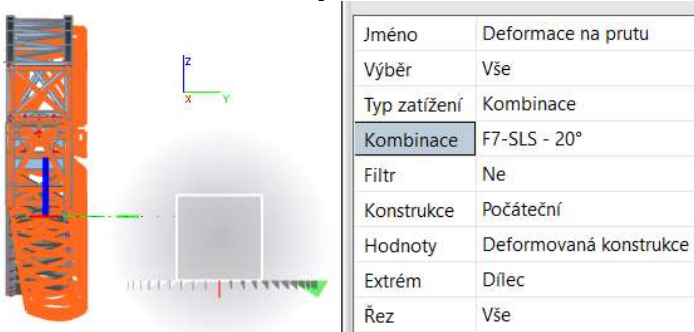 Z
X
Y
Jméno Deformace na prutu
Výběr Vše
Typ zatížení Kombinace
Kombinace F7-SLS - 20°
Filtr Ne
Konstrukce Počáteční
Hodnoty Deformovaná konstrukce
Extrém Dílec
Řez Vše